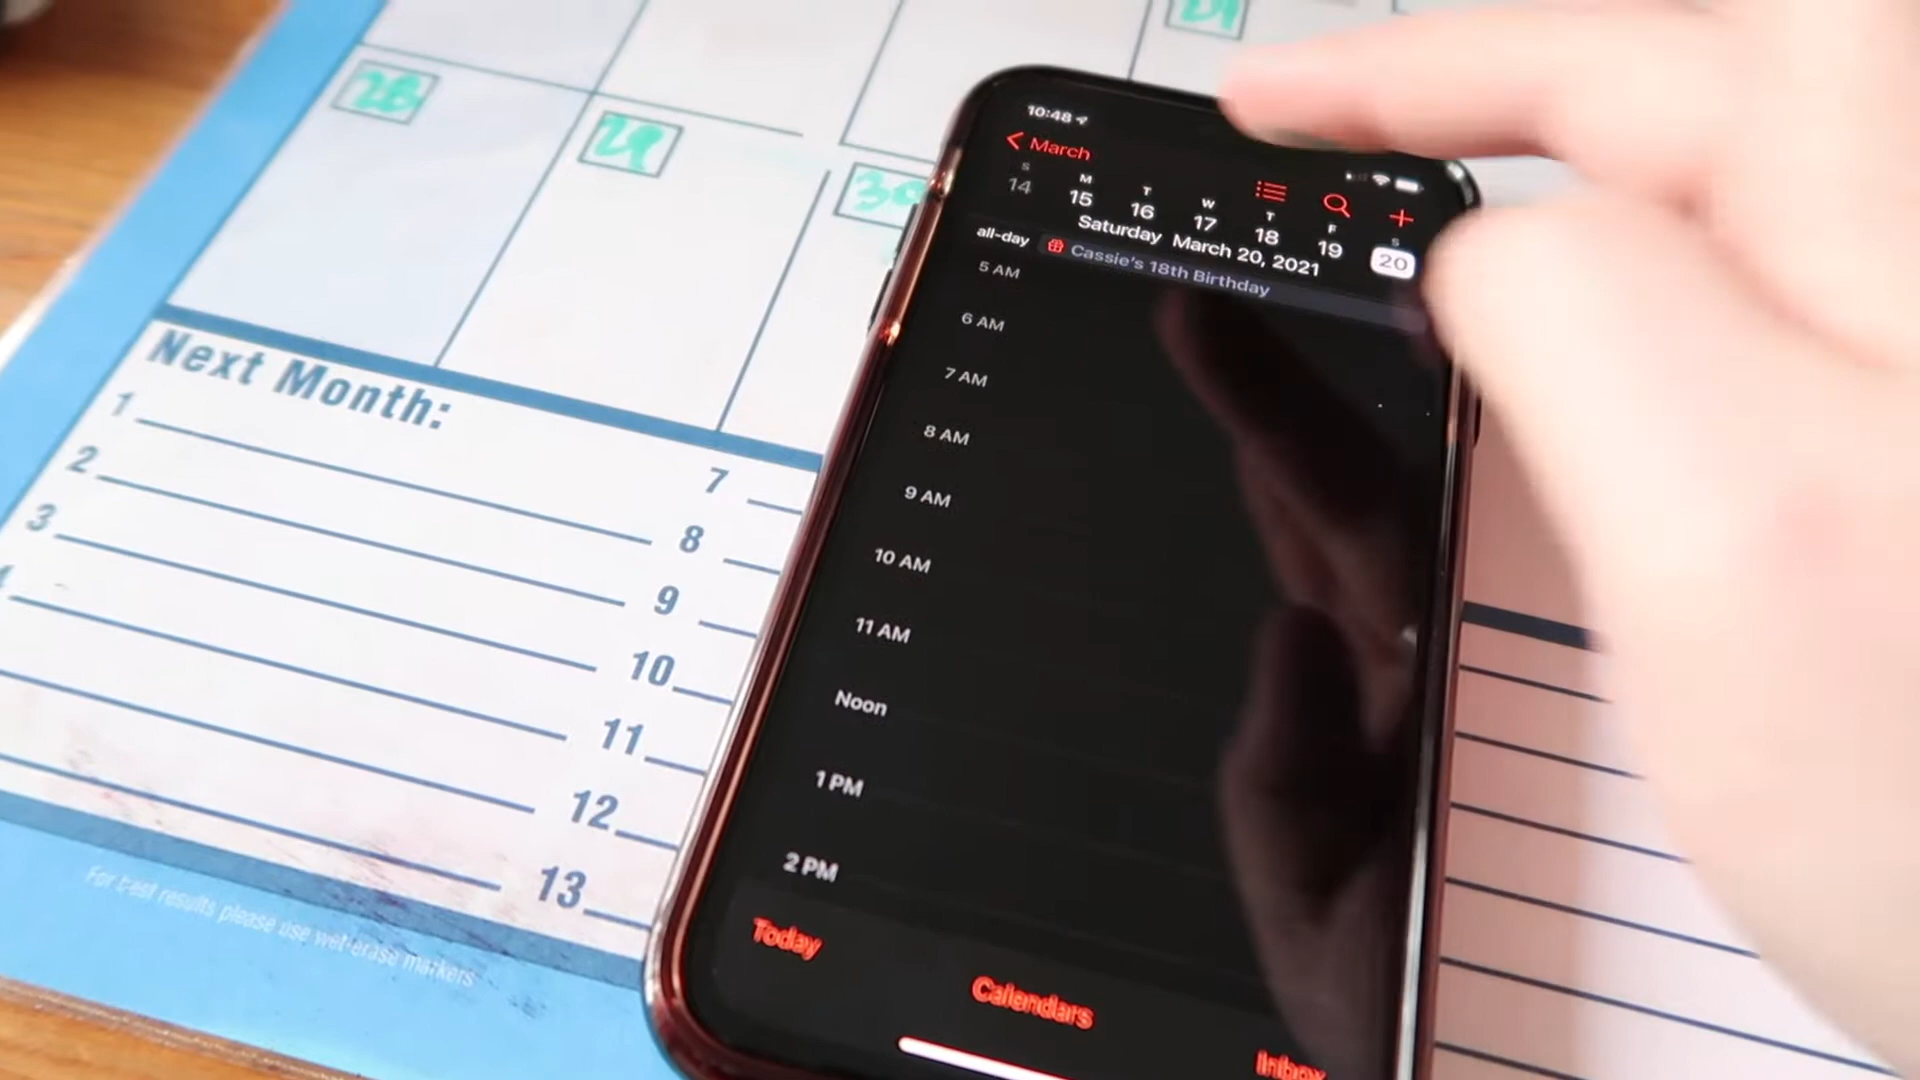 28
29
30
Next Month:
1
2
3
4
7
8
9
10
11
12
13
For best results please use wet-erase markers
10:48
March
S M T W T F S
14 15 16 17 18 19 20
Saturday March 20, 2021
all-day Cassie's 18th Birthday
5 AM
6 AM
7 AM
8 AM
9 AM
10 AM
11 AM
Noon
1 PM
2 PM
Today
Calendars
Inbox